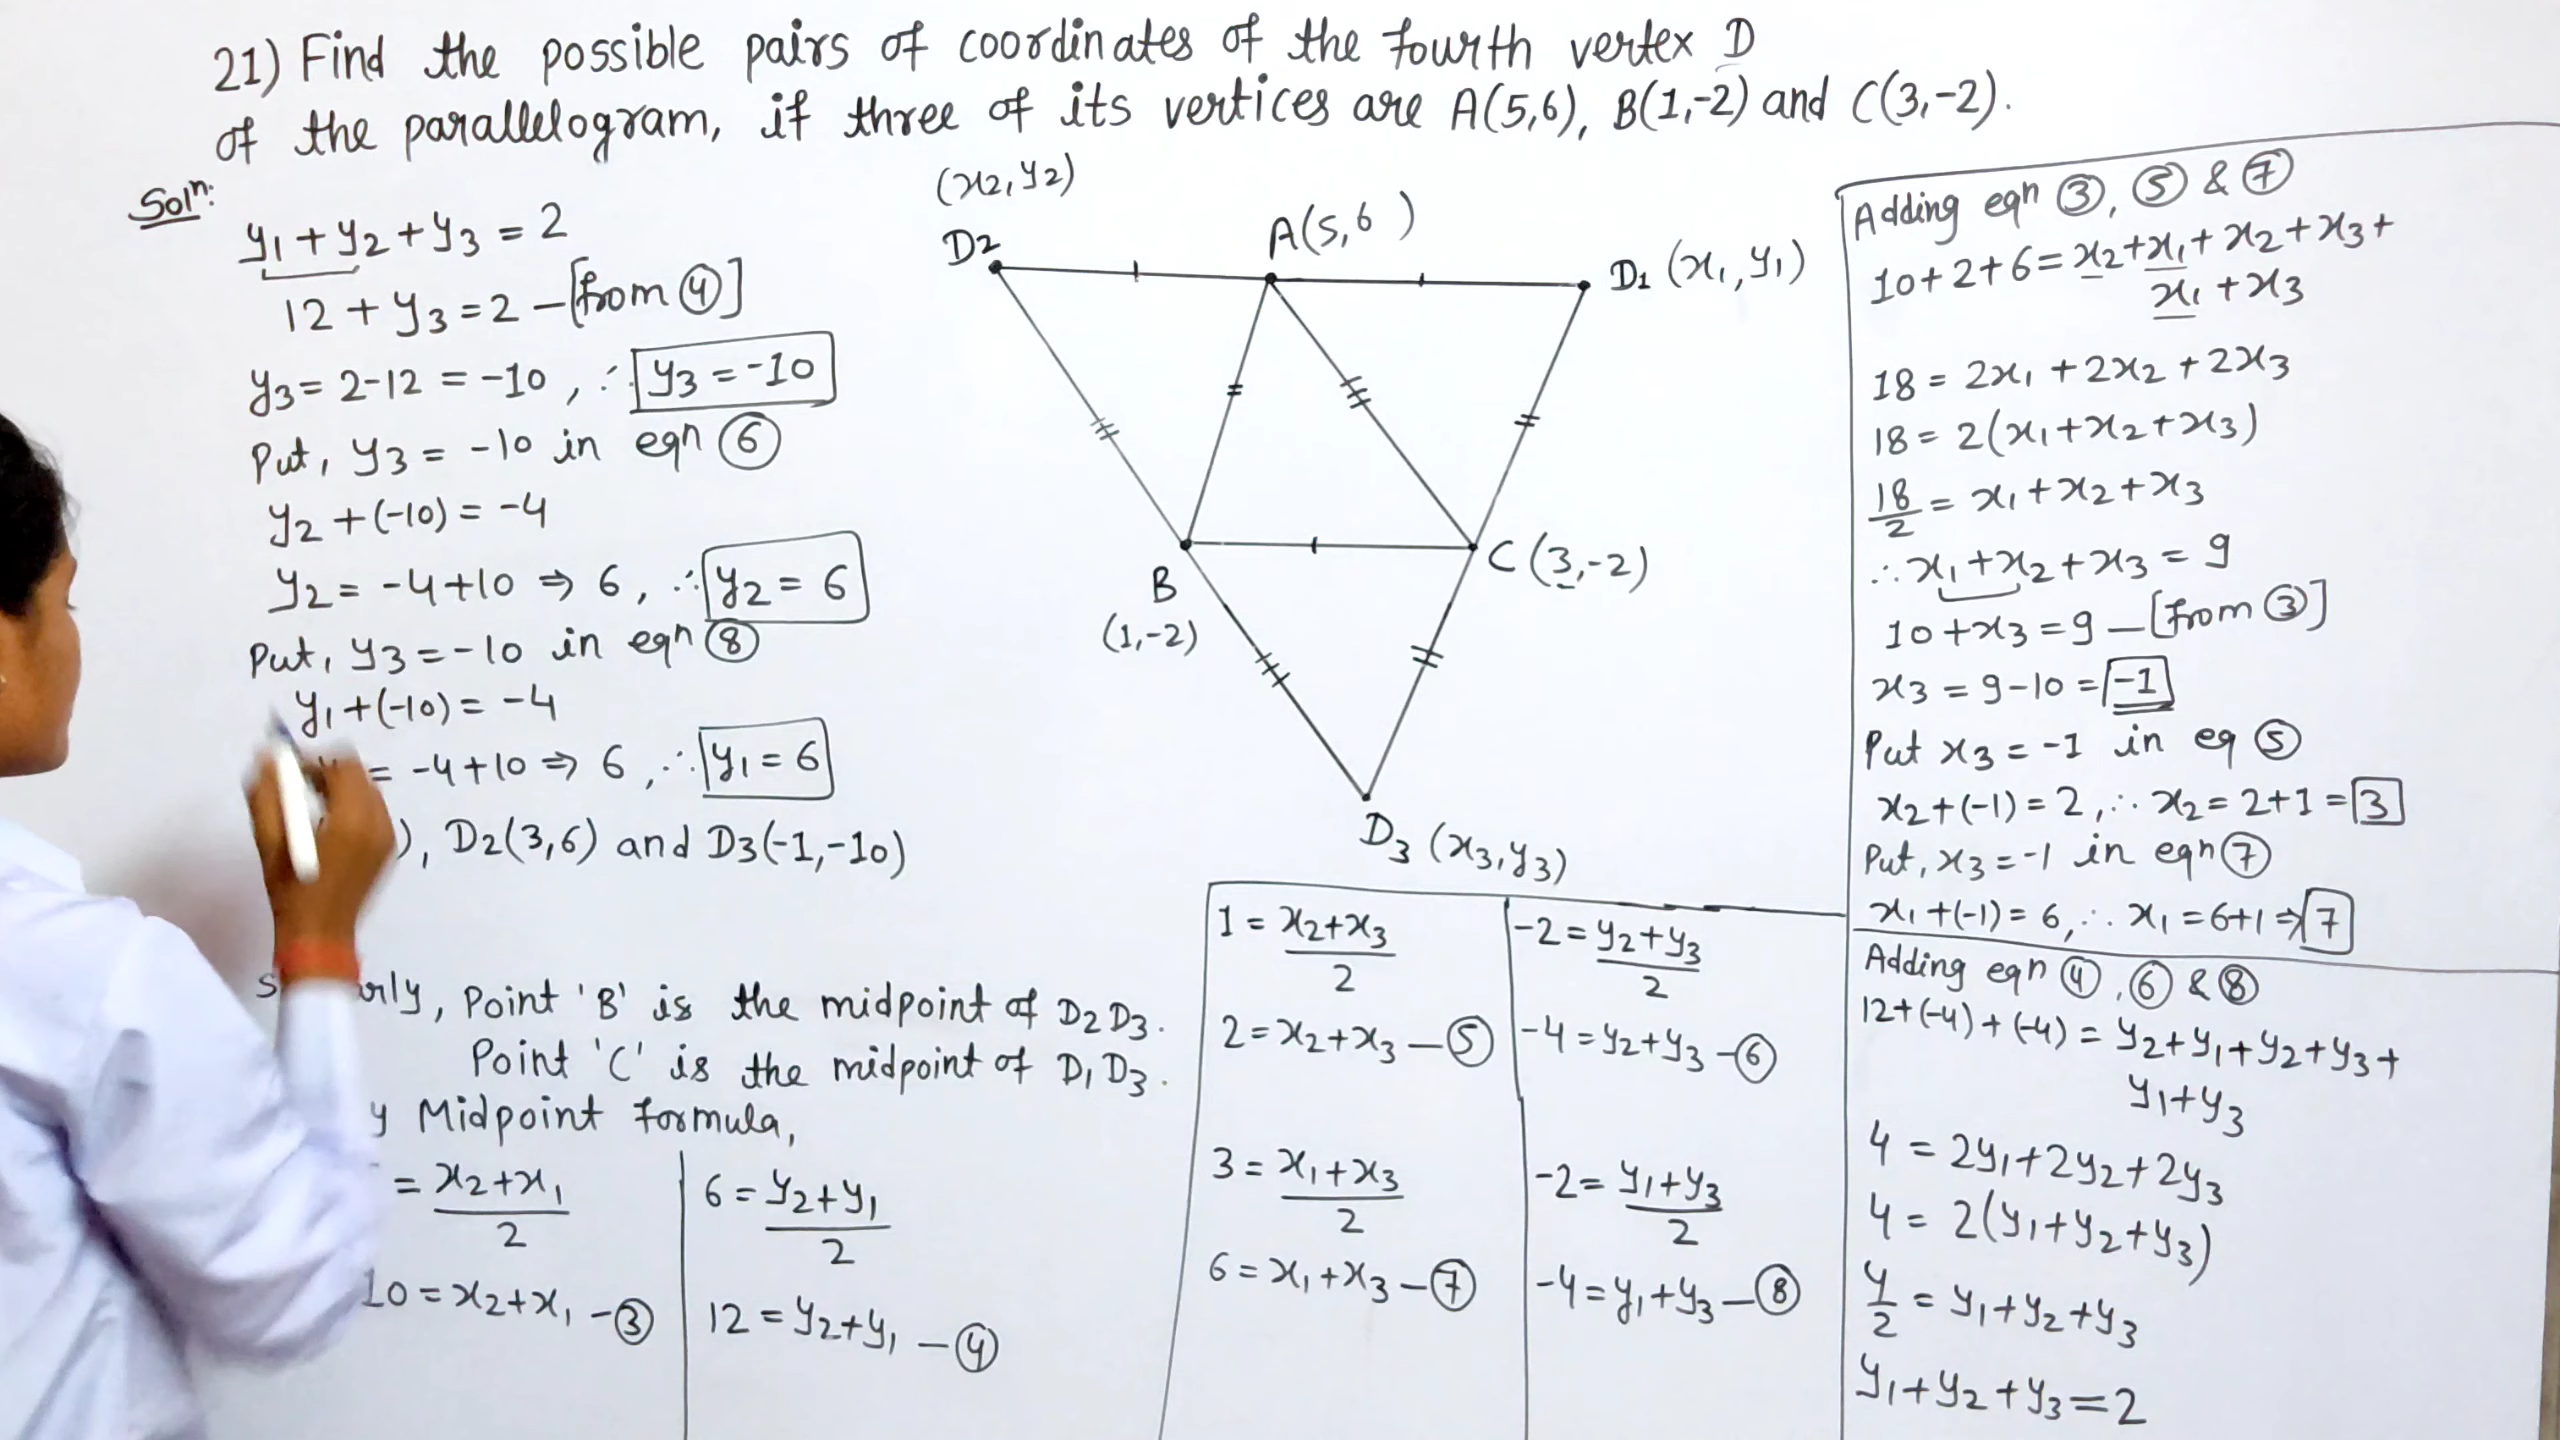 21) Find the possible pairs of coordinates of the fourth vertex D
of the parallelogram, if three of its vertices are A(5,6), B(1,-2) and C(3,-2).
Solⁿ:
y₁+y₂+y₃ = 2
12 + y₃ = 2 – [from ④]
y₃ = 2-12 = -10 , ∴ y₃ = -10
Put, y₃ = -10 in eqn ⑥
y₂ + (-10) = -4
y₂ = -4+10 ⇒ 6 , ∴ y₂ = 6
Put, y₃ = -10 in eqn ⑧
y₁+(-10) = -4
= -4+10 ⇒ 6 , ∴ y₁ = 6
), D₂(3,6) and D₃(-1,-10)
Point 'B' is the midpoint of D₂D₃.
Point 'C' is the midpoint of D₁D₃.
Midpoint formula,
= x₂+x₁/2
10 = x₂+x₁ – ③
6 = y₂+y₁/2
12 = y₂+y₁ – ④
(x₂,y₂)
D₂
A(5,6 )
D₁ (x₁,y₁)
B
(1,-2)
C (3,-2)
D₃ (x₃,y₃)
1 = x₂+x₃/2
2 = x₂+x₃ – ⑤
3 = x₁+x₃/2
6 = x₁+x₃ – ⑦
-2 = y₂+y₃/2
-4 = y₂+y₃ – ⑥
-2 = y₁+y₃/2
-4 = y₁+y₃ – ⑧
Adding eqn ③, ⑤ & ⑦
10+2+6 = x₂+x₁+x₂+x₃+
x₁+x₃
18 = 2x₁+2x₂+2x₃
18 = 2(x₁+x₂+x₃)
18/2 = x₁+x₂+x₃
∴ x₁+x₂+x₃ = 9
10+x₃ = 9 – [from ③]
x₃ = 9-10 = -1
Put x₃ = -1 in eq ⑤
x₂+(-1) = 2, ∴ x₂ = 2+1 = 3
Put, x₃ = -1 in eqn ⑦
x₁+(-1) = 6, ∴ x₁ = 6+1 ⇒ 7
Adding eqn ④, ⑥ & ⑧
12+(-4)+(-4) = y₂+y₁+y₂+y₃+
y₁+y₃
4 = 2y₁+2y₂+2y₃
4 = 2(y₁+y₂+y₃)
4/2 = y₁+y₂+y₃
y₁+y₂+y₃ = 2